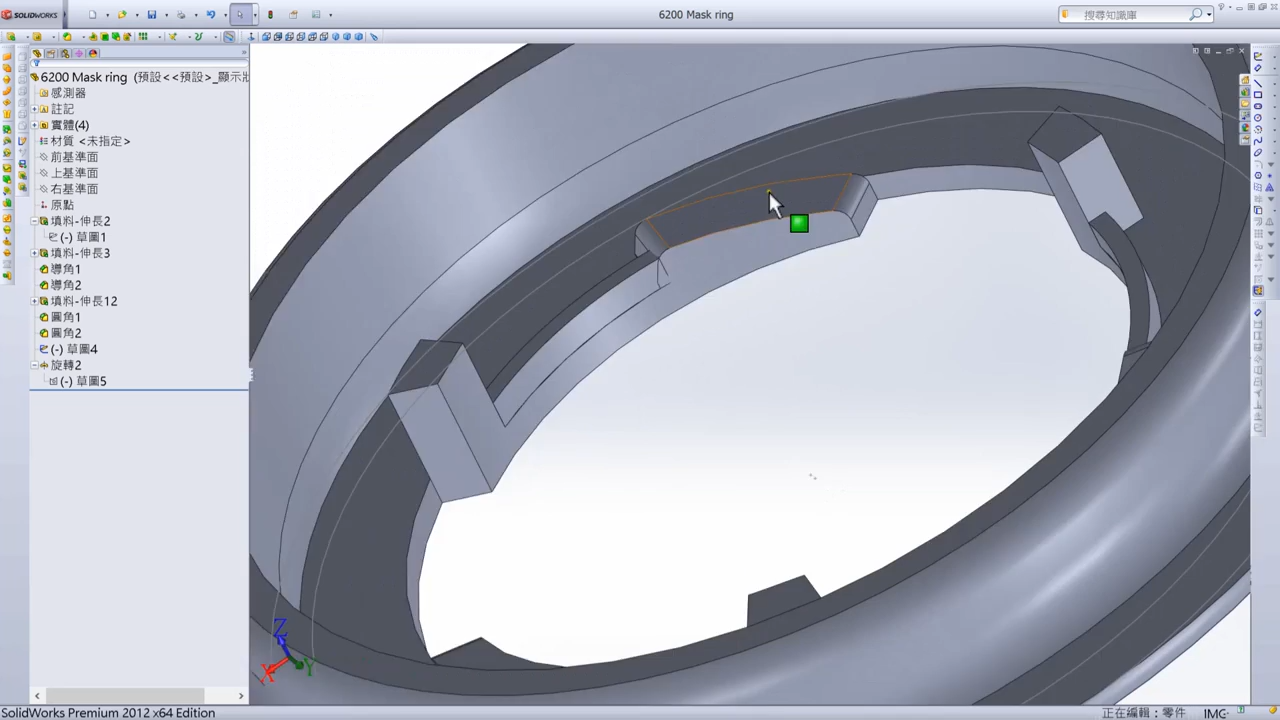 SOLIDWORKS
6200 Mask ring
搜尋知識庫
6200 Mask ring (預設<<預設>_顯示狀
感測器
註記
實體(4)
材質 <未指定>
前基準面
上基準面
右基準面
原點
填料-伸長2
(-) 草圖1
填料-伸長3
導角1
導角2
填料-伸長12
圓角1
圓角2
(-) 草圖4
旋轉2
(-) 草圖5
Z
X
Y
SolidWorks Premium 2012 x64 Edition
正在編輯：零件